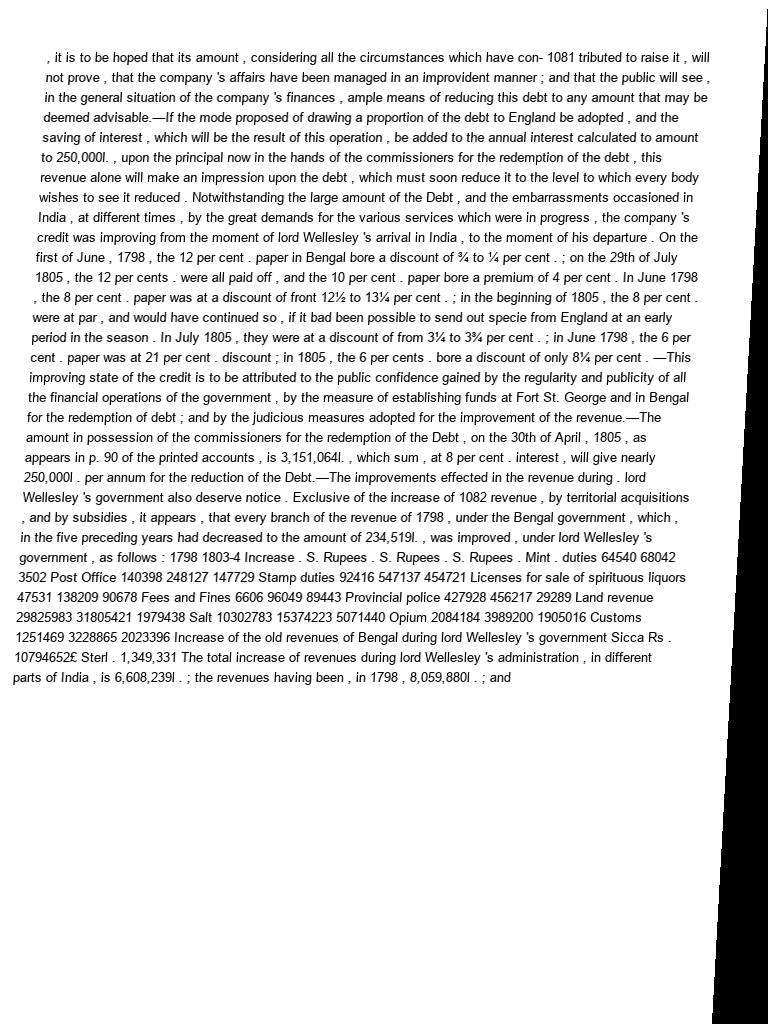 , it is to be hoped that its amount , considering all the circumstances which have con- 1081 tributed to raise it , will
not prove , that the company 's affairs have been managed in an improvident manner ; and that the public will see ,
in the general situation of the company 's finances , ample means of reducing this debt to any amount that may be
deemed advisable.—If the mode proposed of drawing a proportion of the debt to England be adopted , and the
saving of interest , which will be the result of this operation , be added to the annual interest calculated to amount
to 250,000l. , upon the principal now in the hands of the commissioners for the redemption of the debt , this
revenue alone will make an impression upon the debt , which must soon reduce it to the level to which every body
wishes to see it reduced . Notwithstanding the large amount of the Debt , and the embarrassments occasioned in
India , at different times , by the great demands for the various services which were in progress , the company 's
credit was improving from the moment of lord Wellesley 's arrival in India , to the moment of his departure . On the
first of June , 1798 , the 12 per cent . paper in Bengal bore a discount of ¾ to ¼ per cent . ; on the 29th of July
1805 , the 12 per cents . were all paid off , and the 10 per cent . paper bore a premium of 4 per cent . In June 1798
, the 8 per cent . paper was at a discount of front 12½ to 13¼ per cent . ; in the beginning of 1805 , the 8 per cent .
were at par , and would have continued so , if it bad been possible to send out specie from England at an early
period in the season . In July 1805 , they were at a discount of from 3¼ to 3¾ per cent . ; in June 1798 , the 6 per
cent . paper was at 21 per cent . discount ; in 1805 , the 6 per cents . bore a discount of only 8¼ per cent . —This
improving state of the credit is to be attributed to the public confidence gained by the regularity and publicity of all
the financial operations of the government , by the measure of establishing funds at Fort St. George and in Bengal
for the redemption of debt ; and by the judicious measures adopted for the improvement of the revenue.—The
amount in possession of the commissioners for the redemption of the Debt , on the 30th of April , 1805 , as
appears in p. 90 of the printed accounts , is 3,151,064l. , which sum , at 8 per cent . interest , will give nearly
250,000l . per annum for the reduction of the Debt.—The improvements effected in the revenue during . lord
Wellesley 's government also deserve notice . Exclusive of the increase of 1082 revenue , by territorial acquisitions
, and by subsidies , it appears , that every branch of the revenue of 1798 , under the Bengal government , which ,
in the five preceding years had decreased to the amount of 234,519l. , was improved , under lord Wellesley 's
government , as follows : 1798 1803-4 Increase . S. Rupees . S. Rupees . S. Rupees . Mint . duties 64540 68042
3502 Post Office 140398 248127 147729 Stamp duties 92416 547137 454721 Licenses for sale of spirituous liquors
47531 138209 90678 Fees and Fines 6606 96049 89443 Provincial police 427928 456217 29289 Land revenue
29825983 31805421 1979438 Salt 10302783 15374223 5071440 Opium 2084184 3989200 1905016 Customs
1251469 3228865 2023396 Increase of the old revenues of Bengal during lord Wellesley 's government Sicca Rs .
10794652£ Sterl . 1,349,331 The total increase of revenues during lord Wellesley 's administration , in different
parts of India , is 6,608,239l . ; the revenues having been , in 1798 , 8,059,880l . ; and